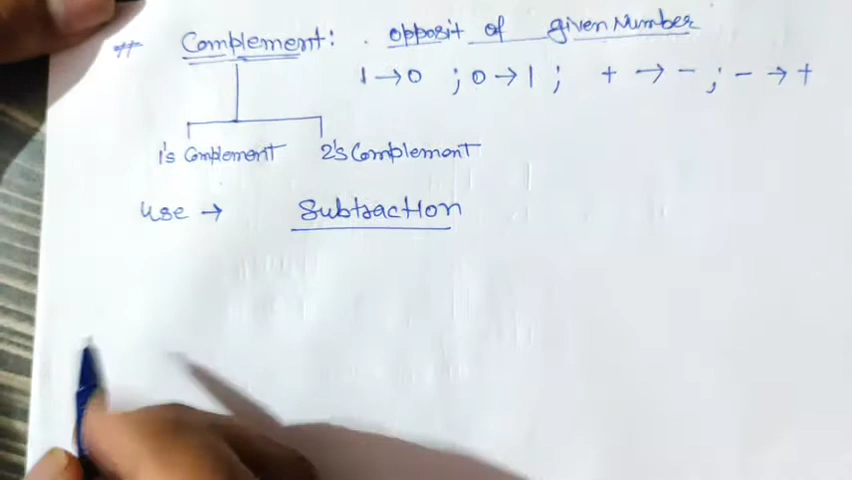 # Complement: . opposit of given Number
1→0 ; 0→1 ; + → - ; - → +
1's Complement 2's Complement
Use → Subtraction